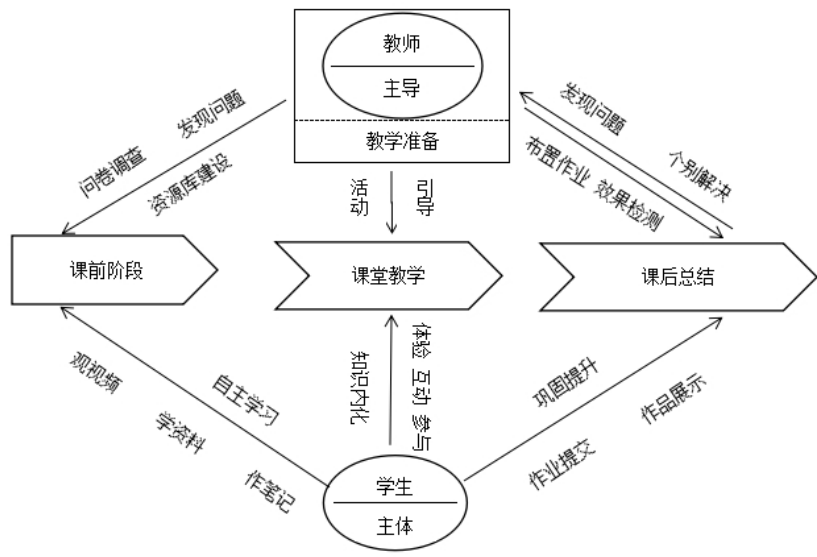 教师
主导
教学准备
发现问题
问卷调查
资源库建设
活动
引导
发现问题
个别解决
布置作业 效果检测
课前阶段
课堂教学
课后总结
观视频
学资料
作笔记
自主学习
知识内化
体验 互动 参与
巩固提升
作品展示
作业提交
学生
主体